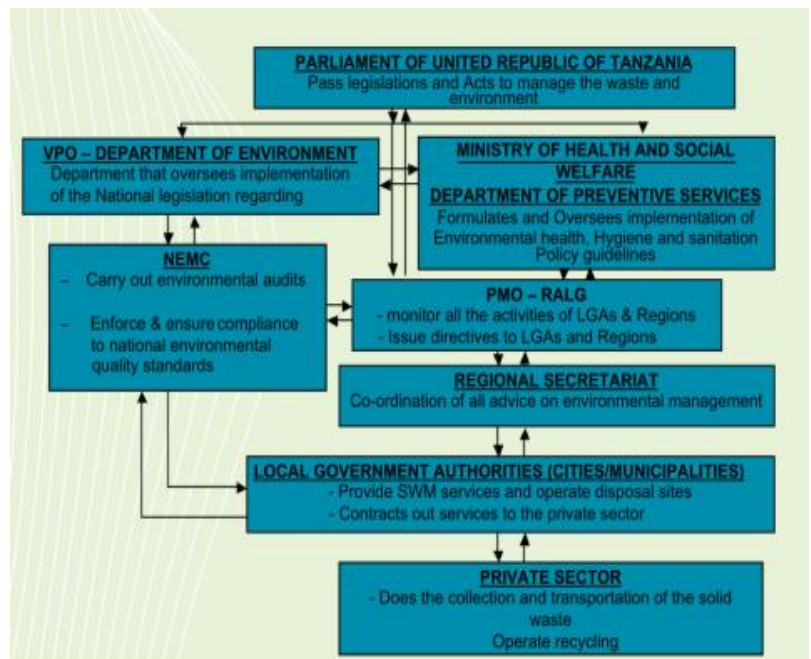 PARLIAMENT OF UNITED REPUBLIC OF TANZANIA
Pass legislations and Acts to manage the waste and
environment
VPO – DEPARTMENT OF ENVIRONMENT
Department that oversees implementation
of the National legislation regarding
MINISTRY OF HEALTH AND SOCIAL
WELFARE
DEPARTMENT OF PREVENTIVE SERVICES
Formulates and Oversees implementation of
Environmental health, Hygiene and sanitation
Policy guidelines
NEMC
– Carry out environmental audits
– Enforce & ensure compliance
to national environmental
quality standards
PMO – RALG
- monitor all the activities of LGAs & Regions
- Issue directives to LGAs and Regions
REGIONAL SECRETARIAT
Co-ordination of all advice on environmental management
LOCAL GOVERNMENT AUTHORITIES (CITIES/MUNICIPALITIES)
- Provide SWM services and operate disposal sites
- Contracts out services to the private sector
PRIVATE SECTOR
- Does the collection and transportation of the solid
waste
Operate recycling